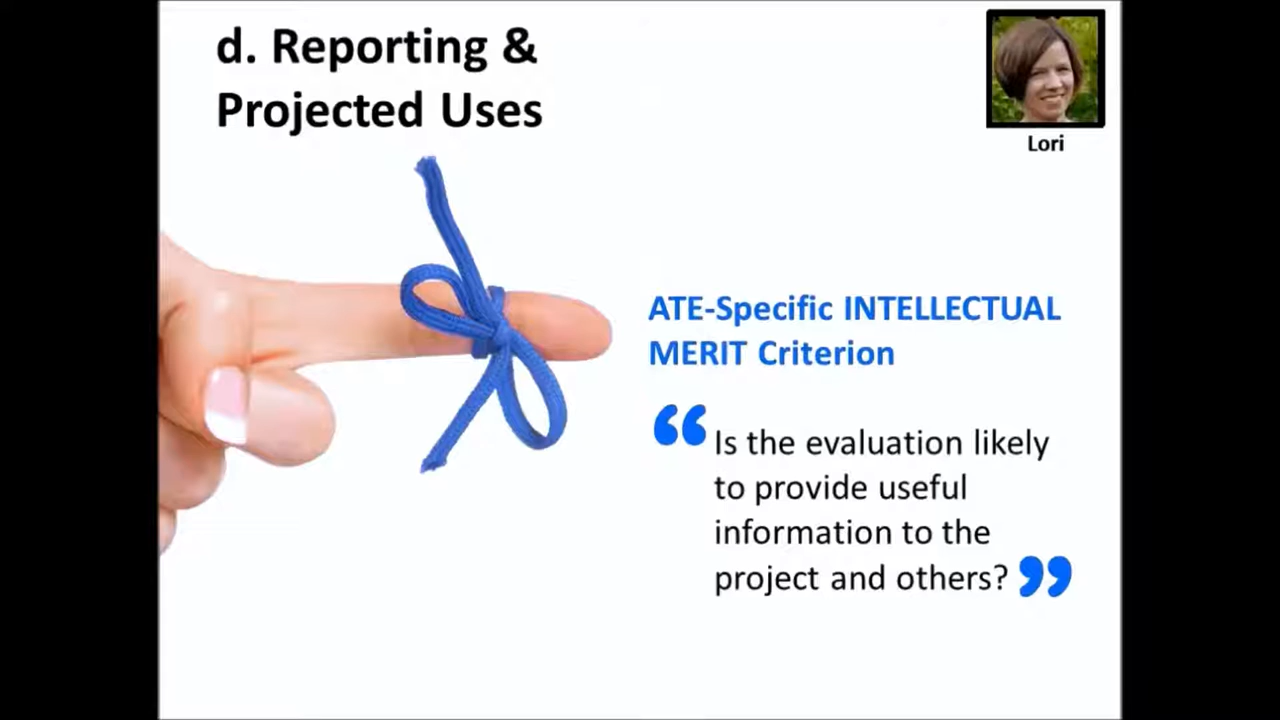 d. Reporting &
Projected Uses
Lori
ATE-Specific INTELLECTUAL
MERIT Criterion
“Is the evaluation likely
to provide useful
information to the
project and others?”